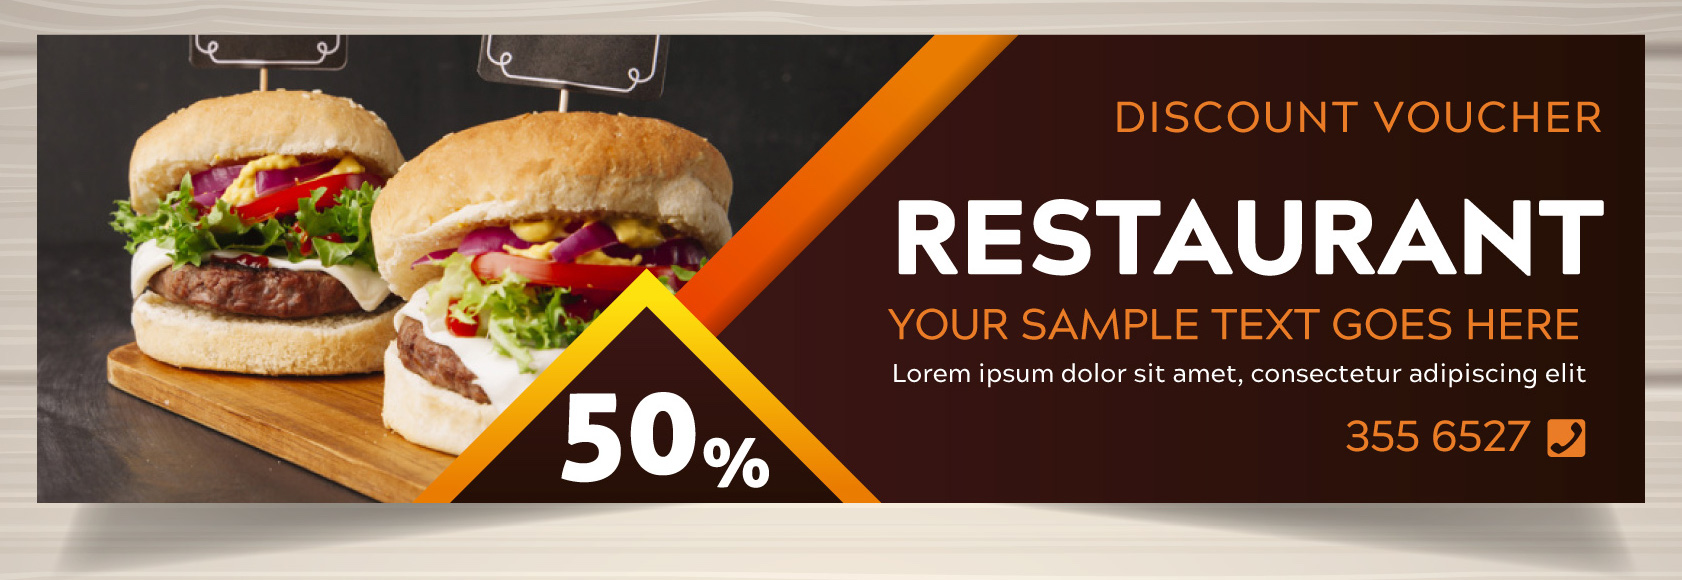 DISCOUNT VOUCHER
RESTAURANT
YOUR SAMPLE TEXT GOES HERE
Lorem ipsum dolor sit amet, consectetur adipiscing elit
355 6527
50%